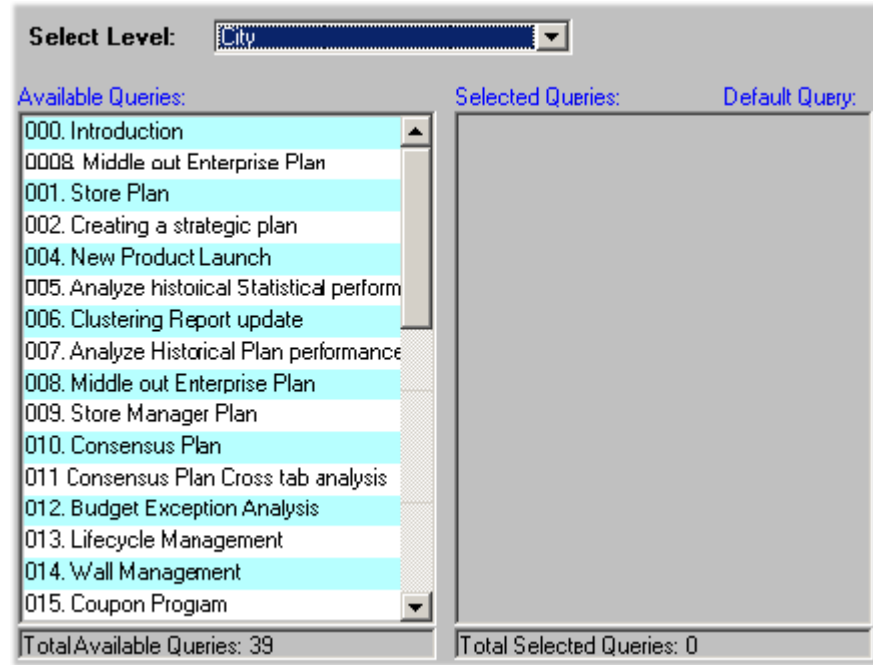 Select Level: City
Available Queries: Selected Queries: Default Query:
000. Introduction
0008. Middle out Enterprise Plan
001. Store Plan
002. Creating a strategic plan
004. New Product Launch
005. Analyze historical Statistical perform
006. Clustering Report update
007. Analyze Historical Plan performance
008. Middle out Enterprise Plan
009. Store Manager Plan
010. Consensus Plan
011 Consensus Plan Cross tab analysis
012. Budget Exception Analysis
013. Lifecycle Management
014. Wall Management
015. Coupon Program
Total Available Queries: 39 Total Selected Queries: 0